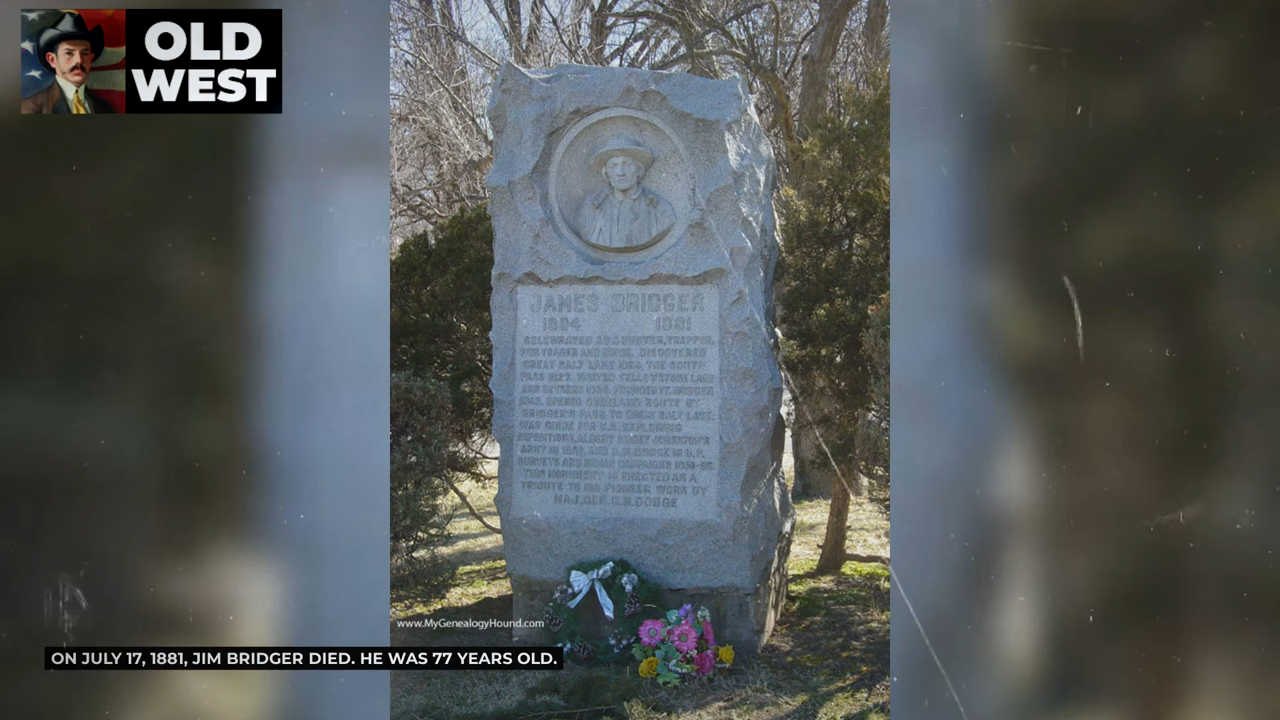 OLD
WEST
JAMES BRIDGER
1804 1881
CELEBRATED AS A HUNTER, TRAPPER,
FUR TRADER AND GUIDE. DISCOVERED
GREAT SALT LAKE 1824, THE SOUTH
PASS 1827. VISITED YELLOWSTONE LAKE
AND GEYSERS 1830. FOUNDED FT. BRIDGER
1843. OPENED OVERLAND ROUTE BY
BRIDGER'S PASS TO GREAT SALT LAKE.
WAS GUIDE FOR U.S. EXPLORING
EXPEDITIONS, ALBERT SIDNEY JOHNSTON'S
ARMY IN 1857, AND G.M. DODGE IN U.P.
SURVEYS AND INDIAN CAMPAIGNS 1865-66.
THIS MONUMENT IS ERECTED AS A
TRIBUTE TO HIS PIONEER WORK BY
MAJ. GEN. G.M. DODGE
www.MyGenealogyHound.com
ON JULY 17, 1881, JIM BRIDGER DIED. HE WAS 77 YEARS OLD.